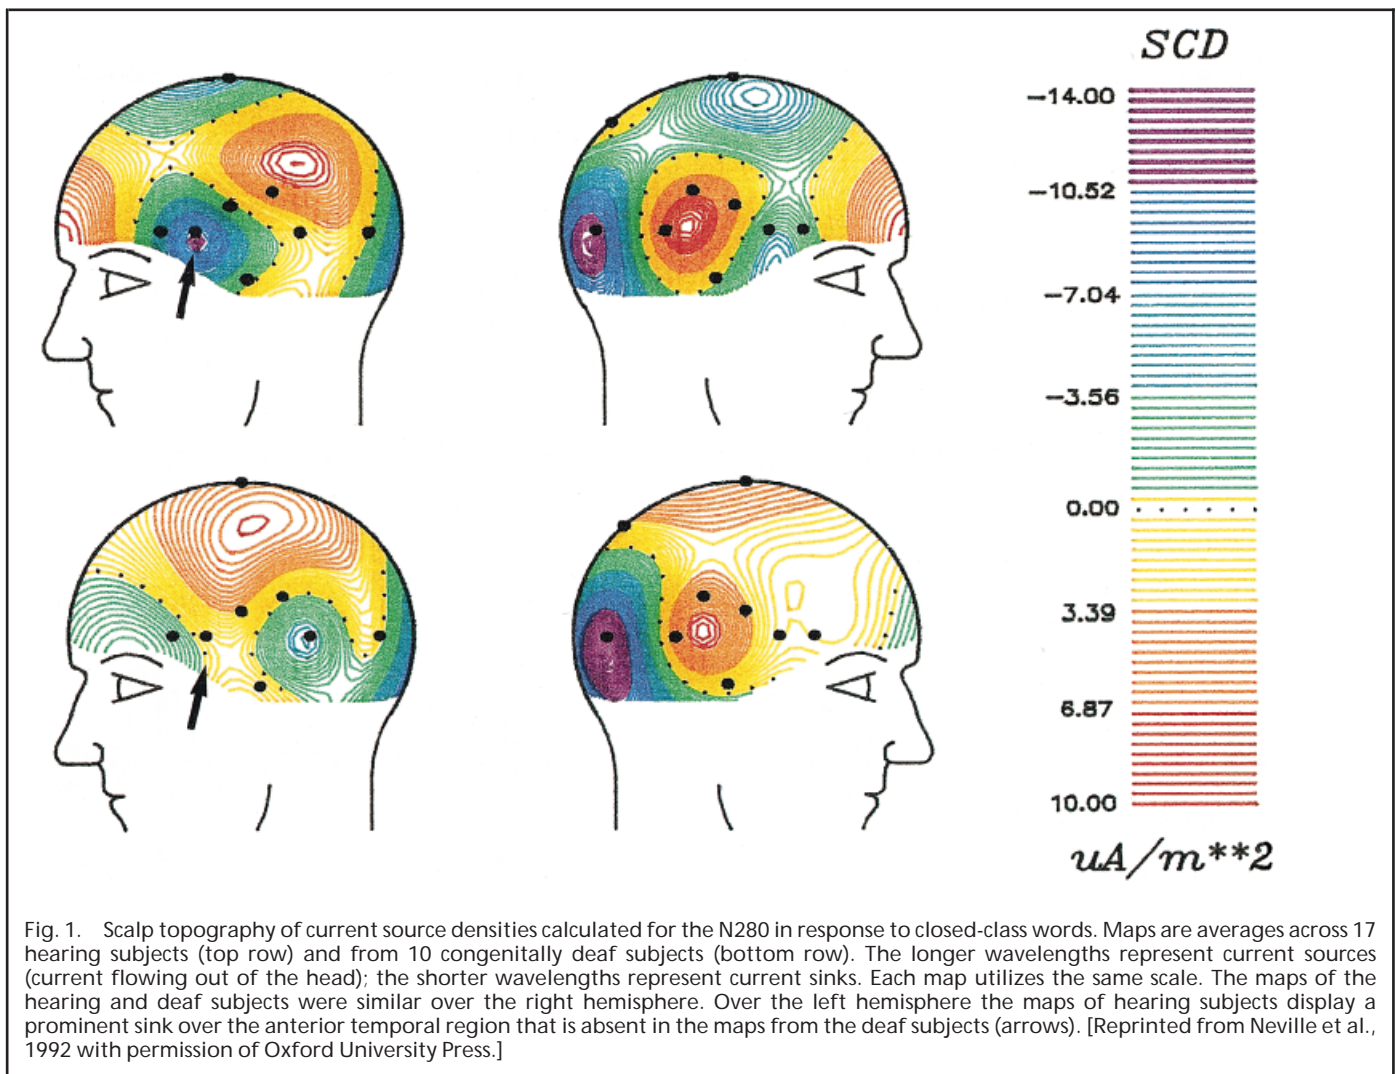 SCD
−14.00
−10.52
−7.04
−3.56
0.00
3.39
6.87
10.00
uA/m**2
Fig. 1. Scalp topography of current source densities calculated for the N280 in response to closed-class words. Maps are averages across 17
hearing subjects (top row) and from 10 congenitally deaf subjects (bottom row). The longer wavelengths represent current sources
(current flowing out of the head); the shorter wavelengths represent current sinks. Each map utilizes the same scale. The maps of the
hearing and deaf subjects were similar over the right hemisphere. Over the left hemisphere the maps of hearing subjects display a
prominent sink over the anterior temporal region that is absent in the maps from the deaf subjects (arrows). [Reprinted from Neville et al.,
1992 with permission of Oxford University Press.]